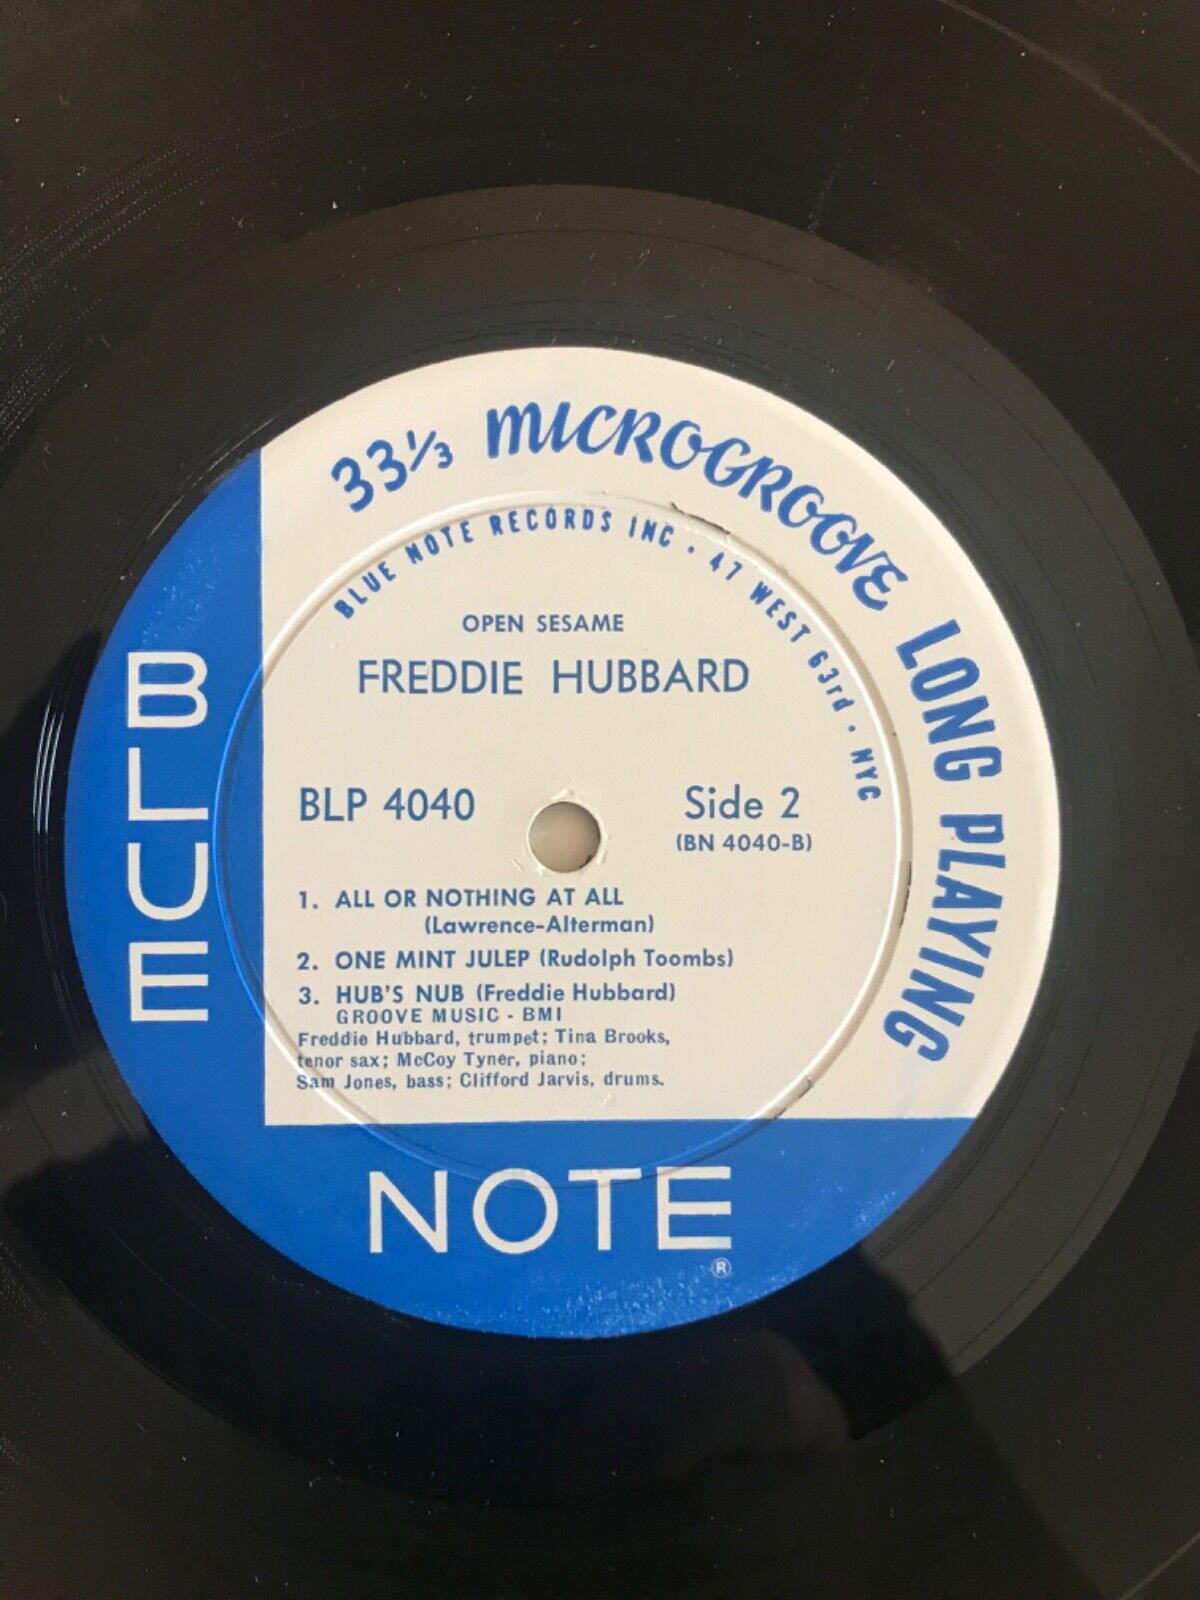 33⅓ MICROGROOVE LONG PLAYING
BLUE NOTE RECORDS INC · 47 WEST 63rd · NYC
OPEN SESAME
FREDDIE HUBBARD
BLP 4040
Side 2
(BN 4040-B)
1. ALL OR NOTHING AT ALL
(Lawrence-Alterman)
2. ONE MINT JULEP (Rudolph Toombs)
3. HUB'S NUB (Freddie Hubbard)
GROOVE MUSIC - BMI
Freddie Hubbard, trumpet; Tina Brooks,
tenor sax; McCoy Tyner, piano;
Sam Jones, bass; Clifford Jarvis, drums.
BLUE
NOTE
®